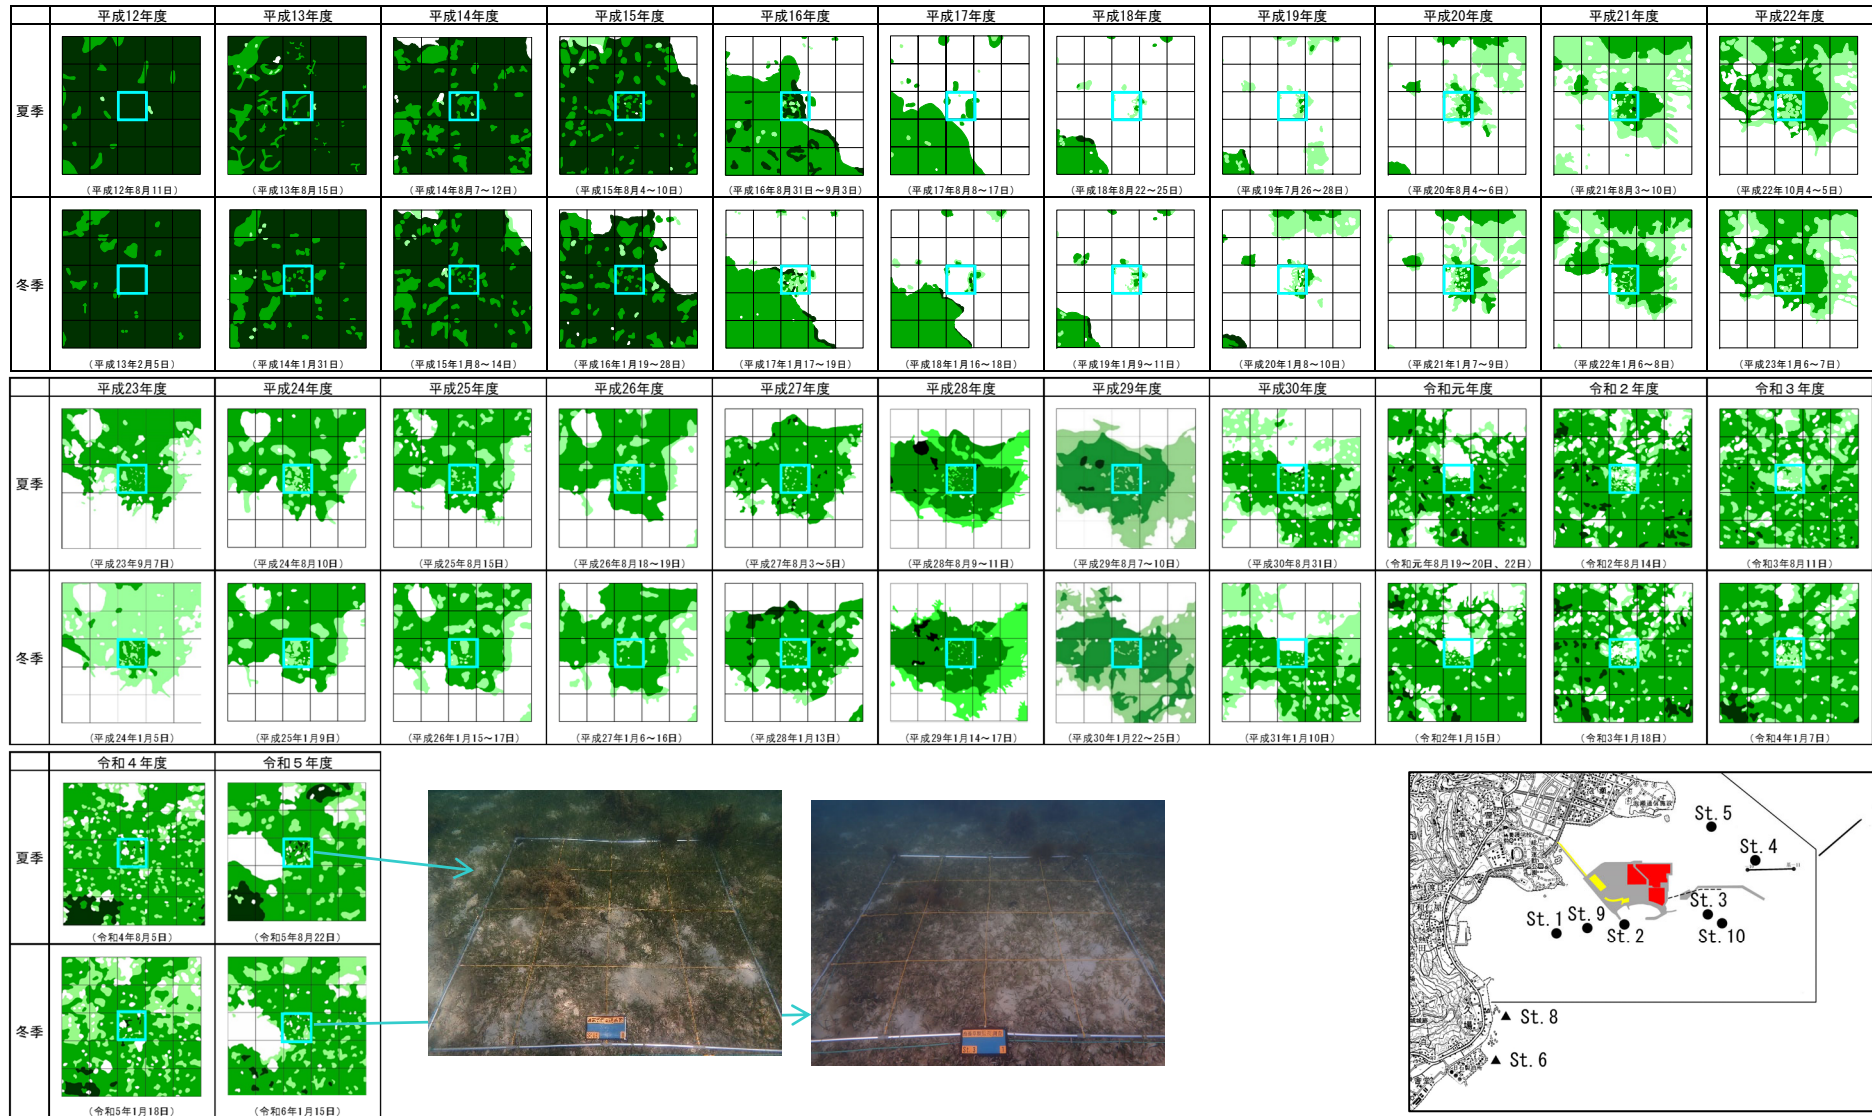 平成12年度 平成13年度 平成14年度 平成15年度 平成16年度 平成17年度 平成18年度 平成19年度 平成20年度 平成21年度 平成22年度
夏季
(平成12年8月11日) (平成13年8月15日) (平成14年8月7～12日) (平成15年8月4～10日) (平成16年8月31日～9月3日) (平成17年8月8～17日) (平成18年8月22～25日) (平成19年7月26～28日) (平成20年8月4～6日) (平成21年8月3～10日) (平成22年10月4～5日)
冬季
(平成13年2月5日) (平成14年1月31日) (平成15年1月8～14日) (平成16年1月19～28日) (平成17年1月17～19日) (平成18年1月16～18日) (平成19年1月9～11日) (平成20年1月8～10日) (平成21年1月7～9日) (平成22年1月6～8日) (平成23年1月6～7日)
平成23年度 平成24年度 平成25年度 平成26年度 平成27年度 平成28年度 平成29年度 平成30年度 令和元年度 令和2年度 令和3年度
夏季
(平成23年9月7日) (平成24年8月10日) (平成25年8月15日) (平成26年8月18～19日) (平成27年8月3～5日) (平成28年8月9～11日) (平成29年8月7～10日) (平成30年8月31日) (令和元年8月19～20日、22日) (令和2年8月14日) (令和3年8月11日)
冬季
(平成24年1月5日) (平成25年1月9日) (平成26年1月15～17日) (平成27年1月6～16日) (平成28年1月13日) (平成29年1月14～17日) (平成30年1月22～25日) (平成31年1月10日) (令和2年1月15日) (令和3年1月18日) (令和4年1月7日)
令和4年度 令和5年度
夏季
(令和4年8月5日) (令和5年8月22日)
冬季
(令和5年1月18日) (令和6年1月15日)
St. 5
St. 4
St. 3
St. 9
St. 1
St. 2
St. 10
St. 8
St. 6